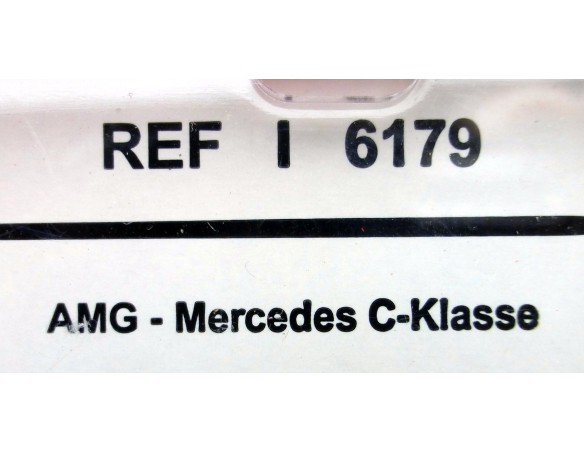 REF I 6179
AMG - Mercedes C-Klasse